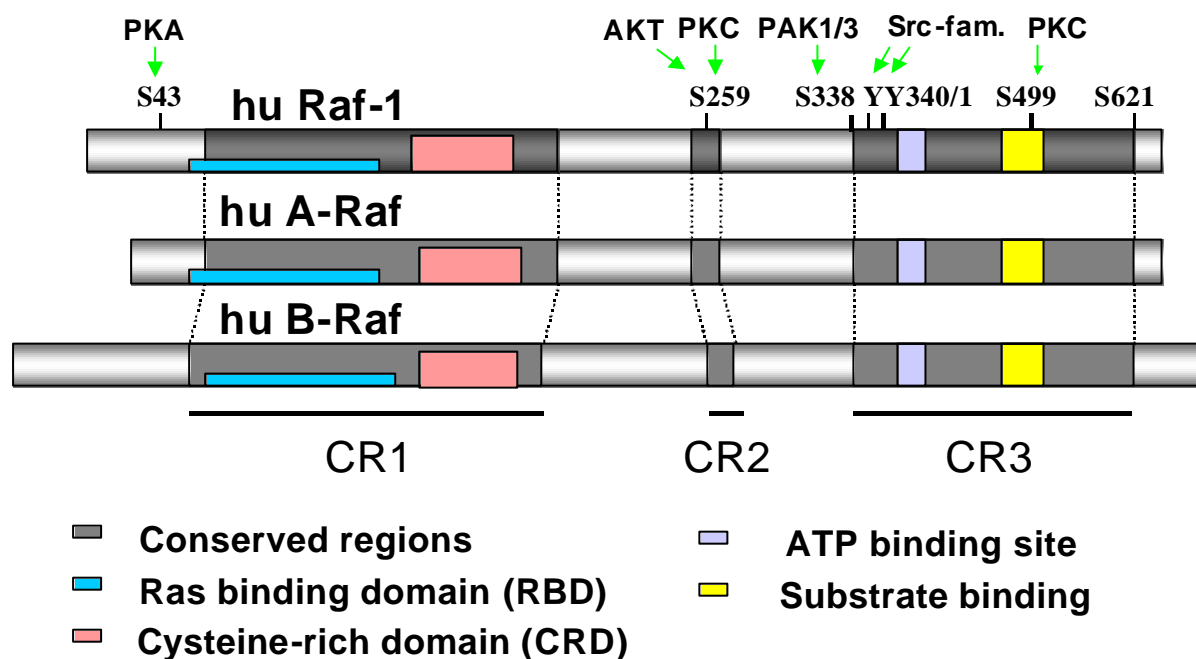 PKA AKT PKC PAK1/3 Src-fam. PKC
S43 S259 S338 YY340/1 S499 S621
hu Raf-1
hu A-Raf
hu B-Raf
CR1 CR2 CR3
Conserved regions
Ras binding domain (RBD)
Cysteine-rich domain (CRD)
ATP binding site
Substrate binding